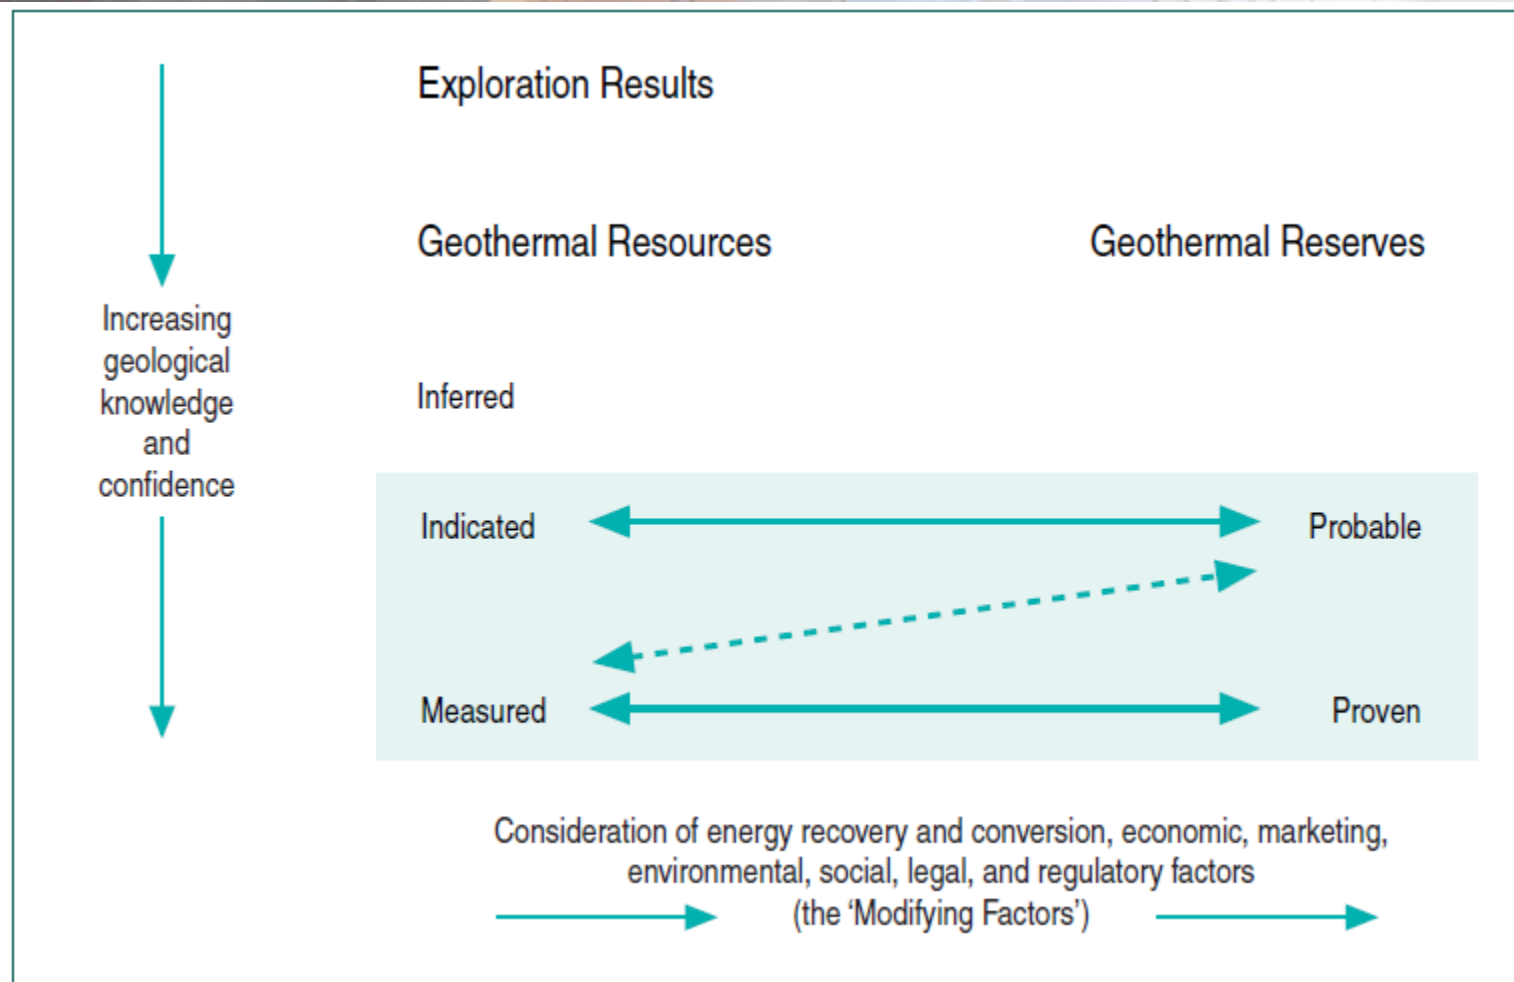 Exploration Results
Geothermal Resources
Geothermal Reserves
Increasing
geological
knowledge
and
confidence
Inferred
Indicated
Probable
Measured
Proven
Consideration of energy recovery and conversion, economic, marketing,
environmental, social, legal, and regulatory factors
(the ‘Modifying Factors’)